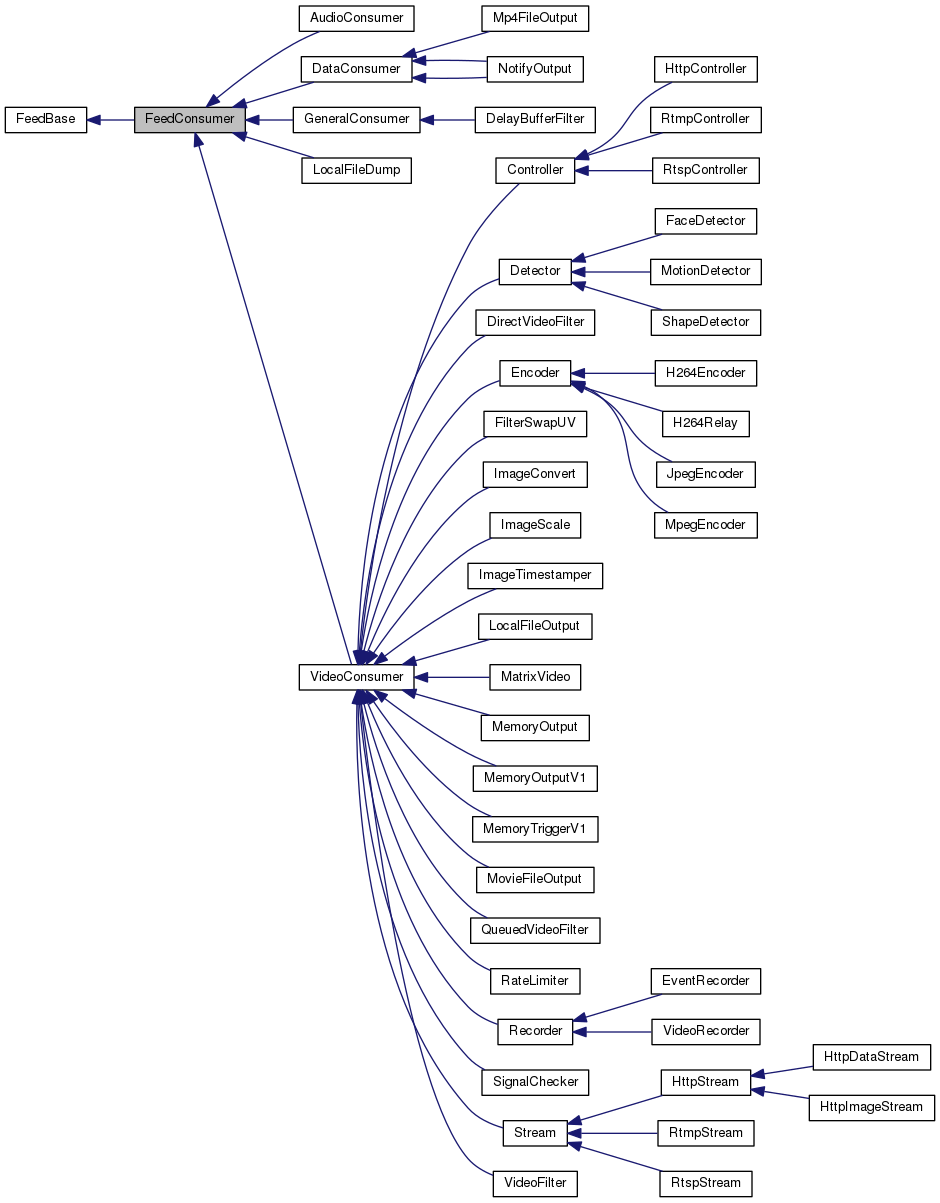 AudioConsumer
Mp4FileOutput
DataConsumer
NotifyOutput
HttpController
FeedBase
FeedConsumer
GeneralConsumer
DelayBufferFilter
RtmpController
LocalFileDump
Controller
RtspController
FaceDetector
Detector
MotionDetector
DirectVideoFilter
ShapeDetector
Encoder
H264Encoder
FilterSwapUV
H264Relay
ImageConvert
JpegEncoder
ImageScale
MpegEncoder
ImageTimestamper
LocalFileOutput
VideoConsumer
MatrixVideo
MemoryOutput
MemoryOutputV1
MemoryTriggerV1
MovieFileOutput
QueuedVideoFilter
RateLimiter
EventRecorder
Recorder
VideoRecorder
HttpDataStream
SignalChecker
HttpStream
HttpImageStream
Stream
RtmpStream
VideoFilter
RtspStream